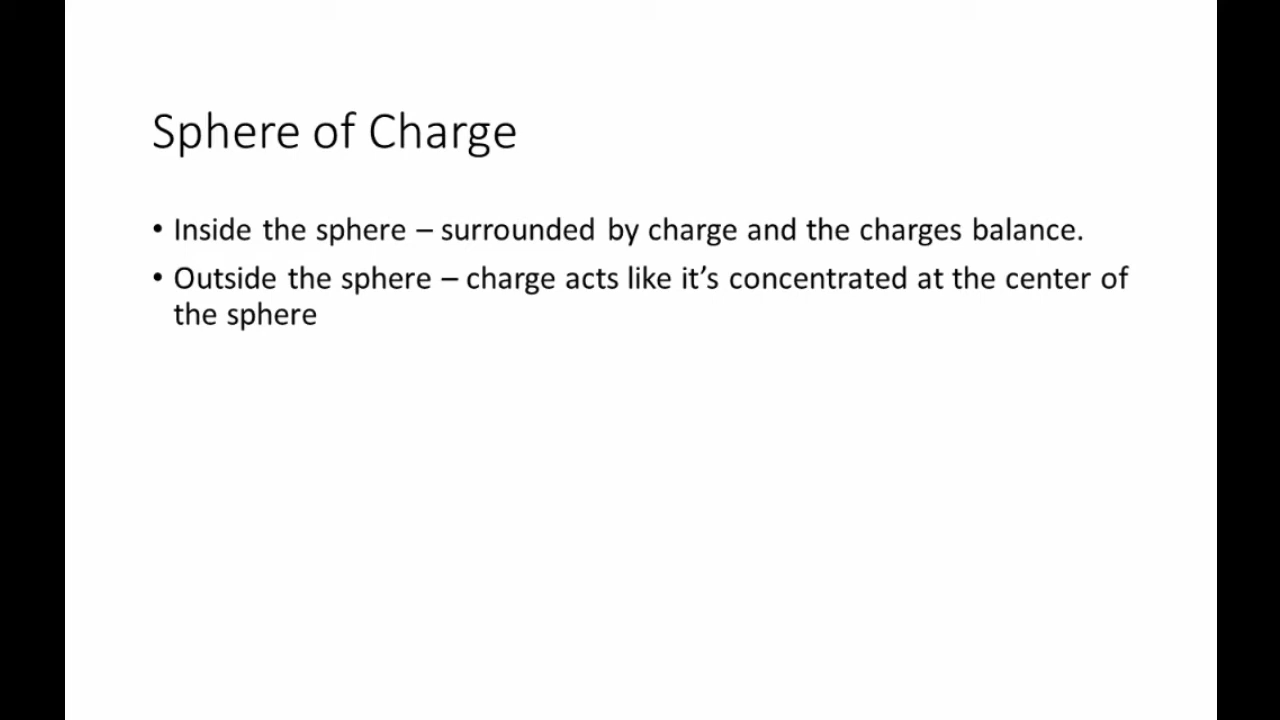 Sphere of Charge
• Inside the sphere – surrounded by charge and the charges balance.
• Outside the sphere – charge acts like it’s concentrated at the center of
the sphere